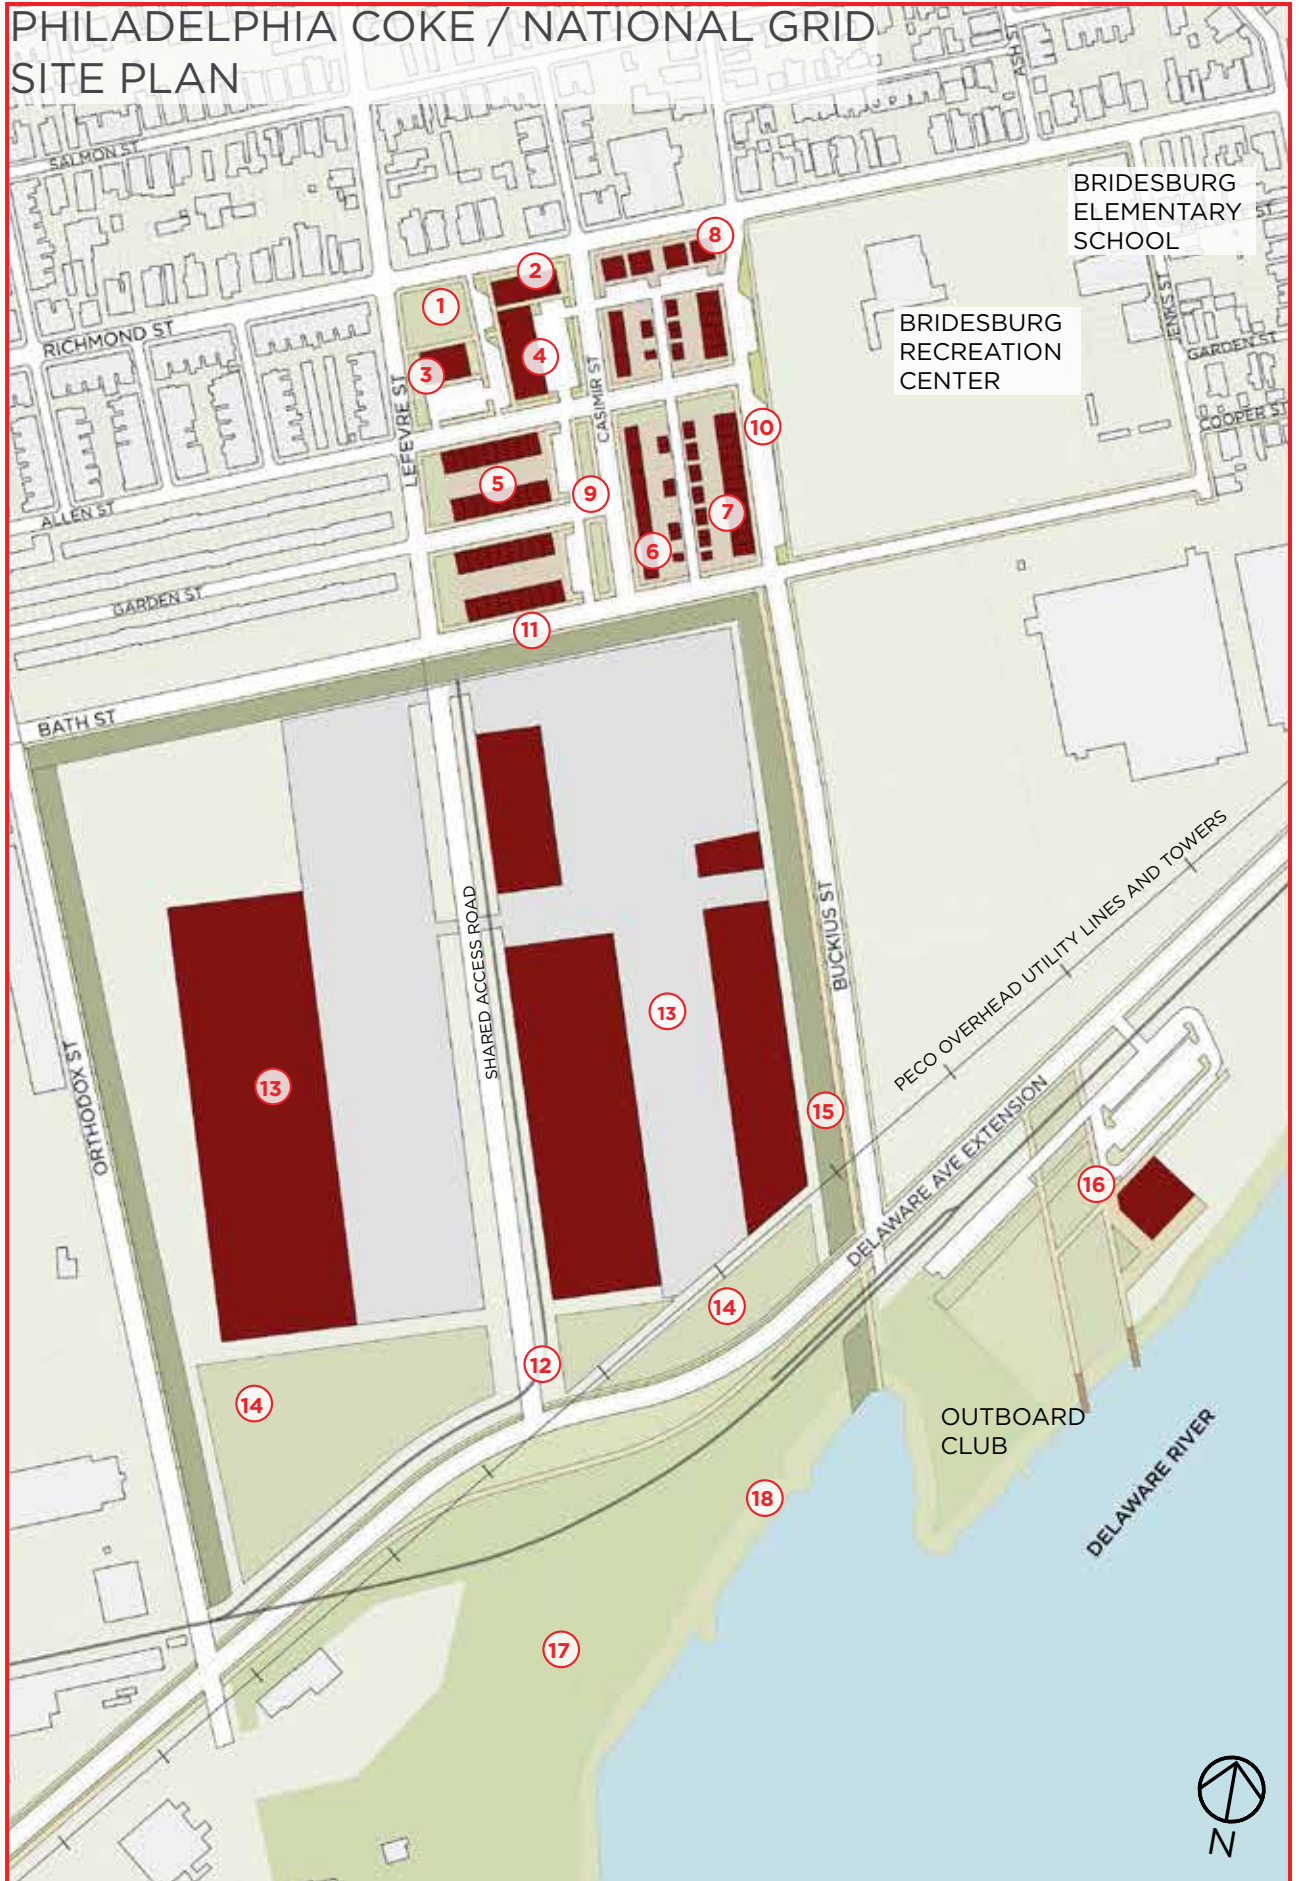 PHILADELPHIA COKE / NATIONAL GRID
SITE PLAN
ASH ST
SALMON ST
BRIDESBURG
ELEMENTARY
SCHOOL
ST
8
2
1
RICHMOND ST
BRIDESBURG
RECREATION
CENTER
JENKS ST
GARDEN ST
3
4
CASIMIR ST
LEFEVRE ST
COOPER ST
10
5
9
7
ALLEN ST
6
GARDEN ST
11
BATH ST
PECO OVERHEAD UTILITY LINES AND TOWERS
BUCKIUS ST
SHARED ACCESS ROAD
13
13
ORTHODOX ST
15
DELAWARE AVE EXTENSION
16
14
12
14
OUTBOARD
CLUB
DELAWARE RIVER
18
17
N